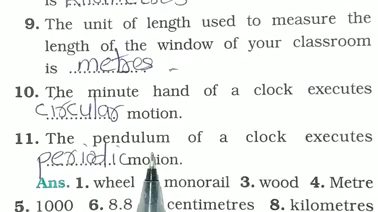 is
9. The unit of length used to measure the
length of the window of your classroom
is metres
10. The minute hand of a clock executes
circular motion.
11. The pendulum of a clock executes
periodic motion.
Ans. 1. wheel monorail 3. wood 4. Metre
5. 1000 6. 8.8 centimetres 8. kilometres